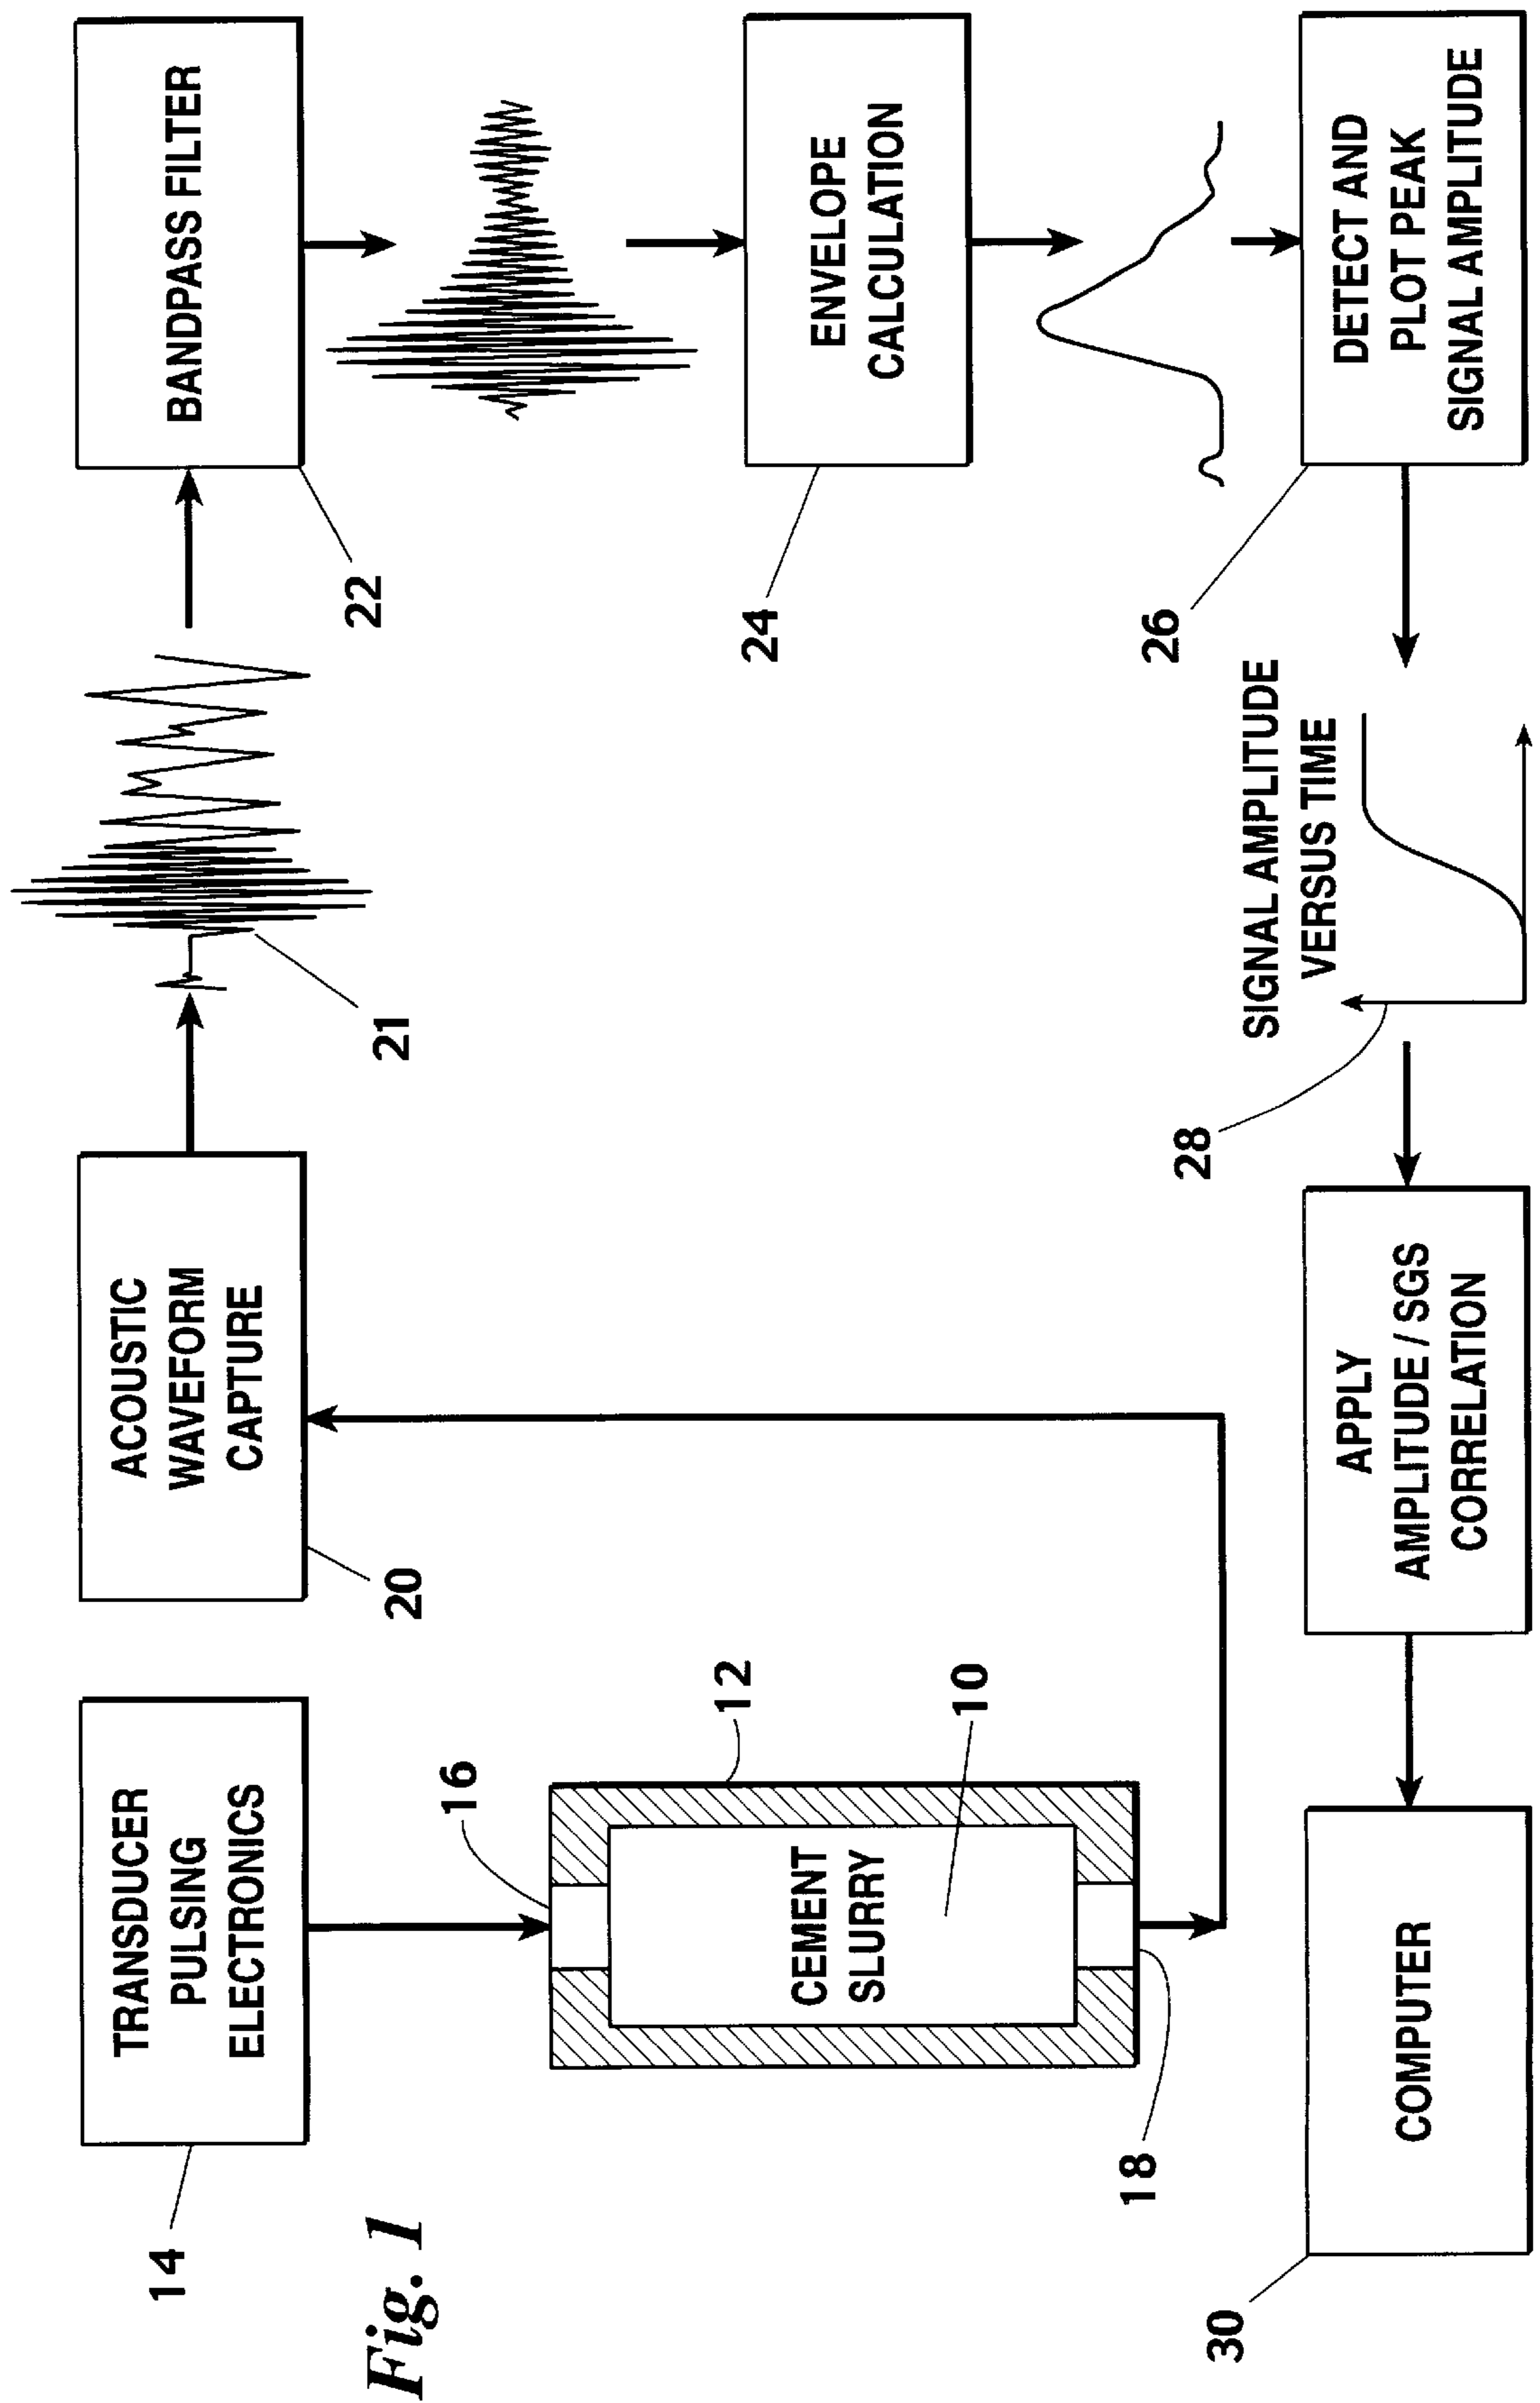 Fig. 1
14
TRANSDUCER
PULSING
ELECTRONICS
20
ACOUSTIC
WAVEFORM
CAPTURE
21
22
BANDPASS FILTER
16
12
CEMENT
SLURRY
10
18
24
ENVELOPE
CALCULATION
26
DETECT AND
PLOT PEAK
SIGNAL AMPLITUDE
SIGNAL AMPLITUDE
VERSUS TIME
28
APPLY
AMPLITUDE / SGS
CORRELATION
30
COMPUTER